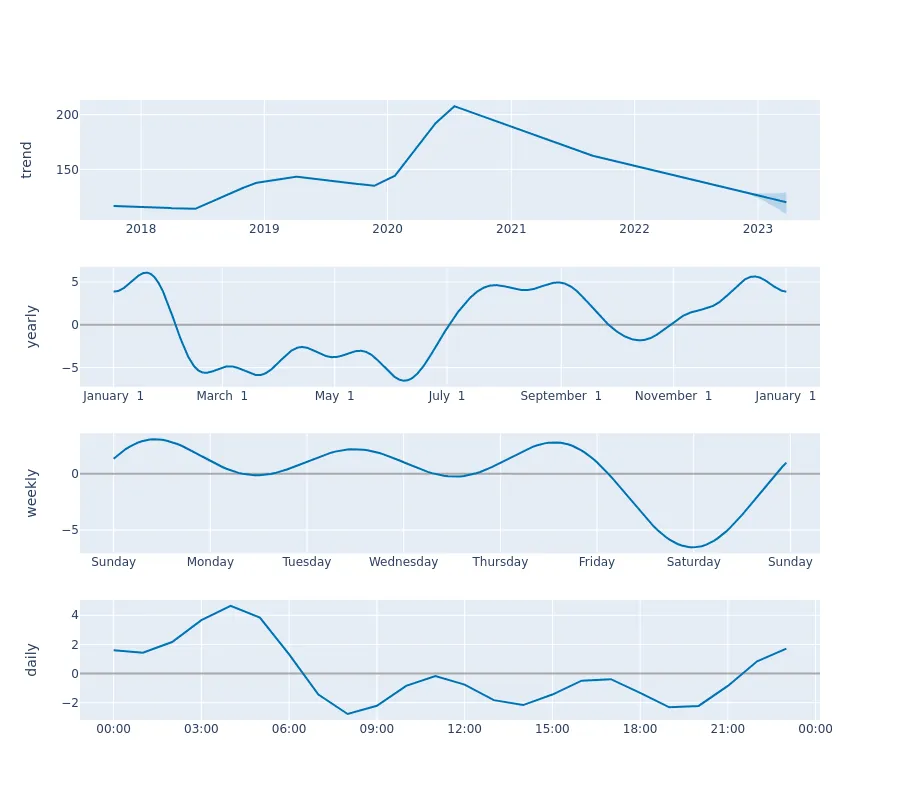 trend
200
150
2018 2019 2020 2021 2022 2023
yearly
5
0
−5
January 1 March 1 May 1 July 1 September 1 November 1 January 1
weekly
0
−5
Sunday Monday Tuesday Wednesday Thursday Friday Saturday Sunday
daily
4
2
0
−2
00:00 03:00 06:00 09:00 12:00 15:00 18:00 21:00 00:00